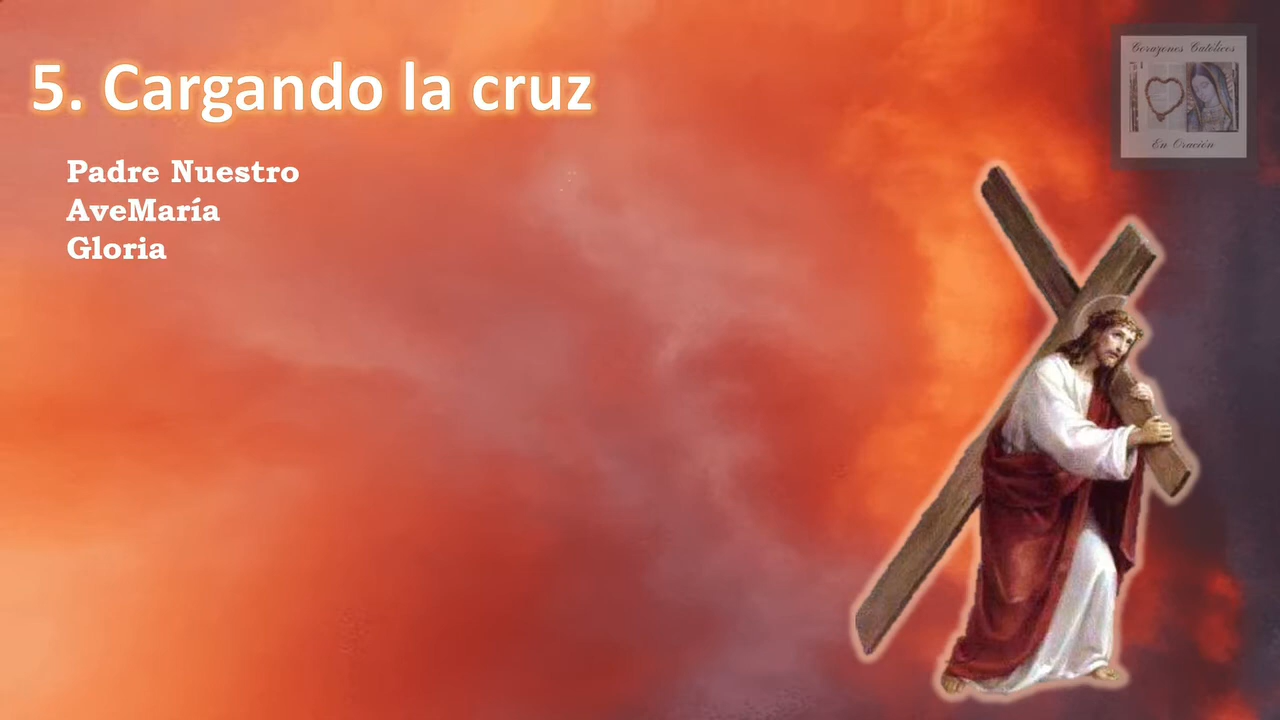 5. Cargando la cruz
Padre Nuestro
AveMaría
Gloria
Corazones Católicos
En Oración